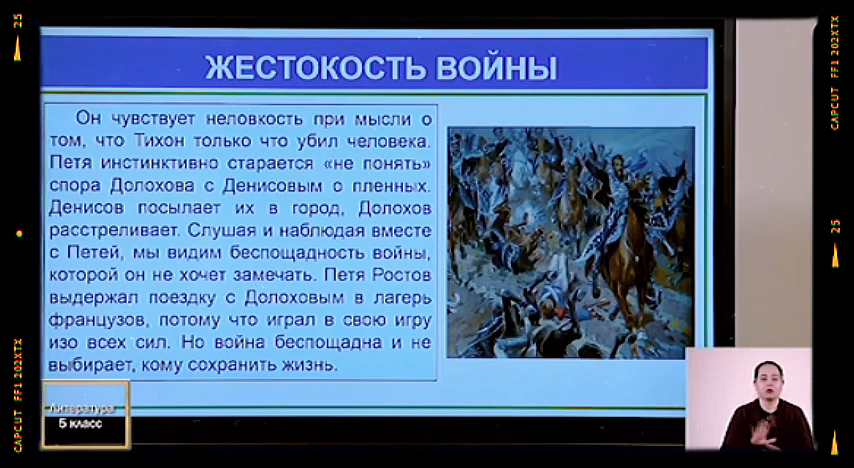 25
CAPCUT FF1 202XTX
ЖЕСТОКОСТЬ ВОЙНЫ
Он чувствует неловкость при мысли о
том, что Тихон только что убил человека.
Петя инстинктивно старается «не понять»
спора Долохова с Денисовым о пленных.
Денисов посылает их в город, Долохов
расстреливает. Слушая и наблюдая вместе
с Петей, мы видим беспощадность войны,
которой он не хочет замечать. Петя Ростов
выдержал поездку с Долоховым в лагерь
французов, потому что играл в свою игру
изо всех сил. Но война беспощадна и не
выбирает, кому сохранить жизнь.
25
CAPCUT FF1 202XTX
Литература
5 класс